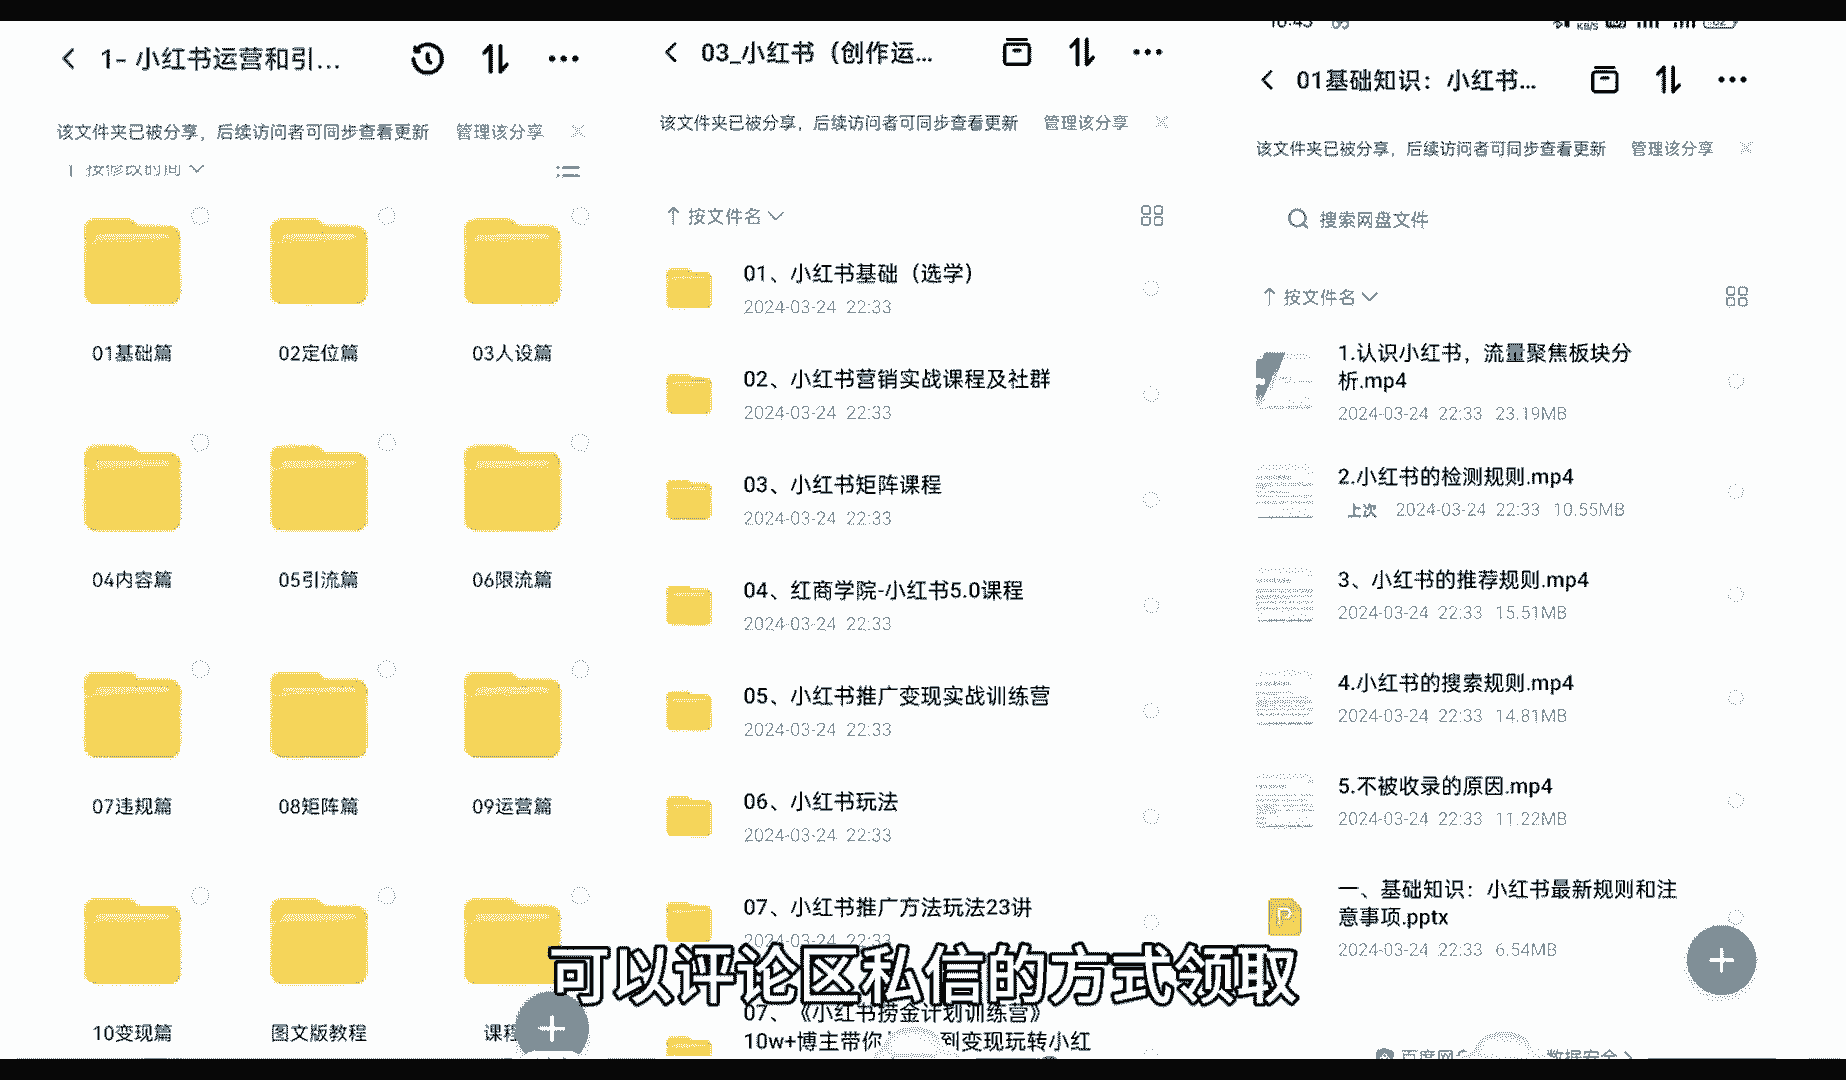 1- 小红书运营和引...
该文件夹已被分享，后续访问者可同步查看更新 管理该分享
按修改时间
01基础篇
02定位篇
03人设篇
04内容篇
05引流篇
06限流篇
07违规篇
08矩阵篇
09运营篇
10变现篇
图文版教程
课程
03_小红书（创作运...
该文件夹已被分享，后续访问者可同步查看更新 管理该分享
按文件名
01、小红书基础（选学）
2024-03-24 22:33
02、小红书营销实战课程及社群
2024-03-24 22:33
03、小红书矩阵课程
2024-03-24 22:33
04、红商学院-小红书5.0课程
2024-03-24 22:33
05、小红书推广变现实战训练营
2024-03-24 22:33
06、小红书玩法
2024-03-24 22:33
07、小红书推广方法玩法23讲
2024-03-24 22:33
07、《小红书捞金计划训练营》
10w+博主带你 到变现玩转小红
01基础知识：小红书...
该文件夹已被分享，后续访问者可同步查看更新 管理该分享
搜索网盘文件
按文件名
1.认识小红书，流量聚焦板块分
析.mp4
2024-03-24 22:33 23.19MB
2.小红书的检测规则.mp4
上次 2024-03-24 22:33 10.55MB
3、小红书的推荐规则.mp4
2024-03-24 22:33 15.51MB
4.小红书的搜索规则.mp4
2024-03-24 22:33 14.81MB
5.不被收录的原因.mp4
2024-03-24 22:33 11.22MB
一、基础知识：小红书最新规则和注
意事项.pptx
2024-03-24 22:33 6.54MB
可以评论区私信的方式领取